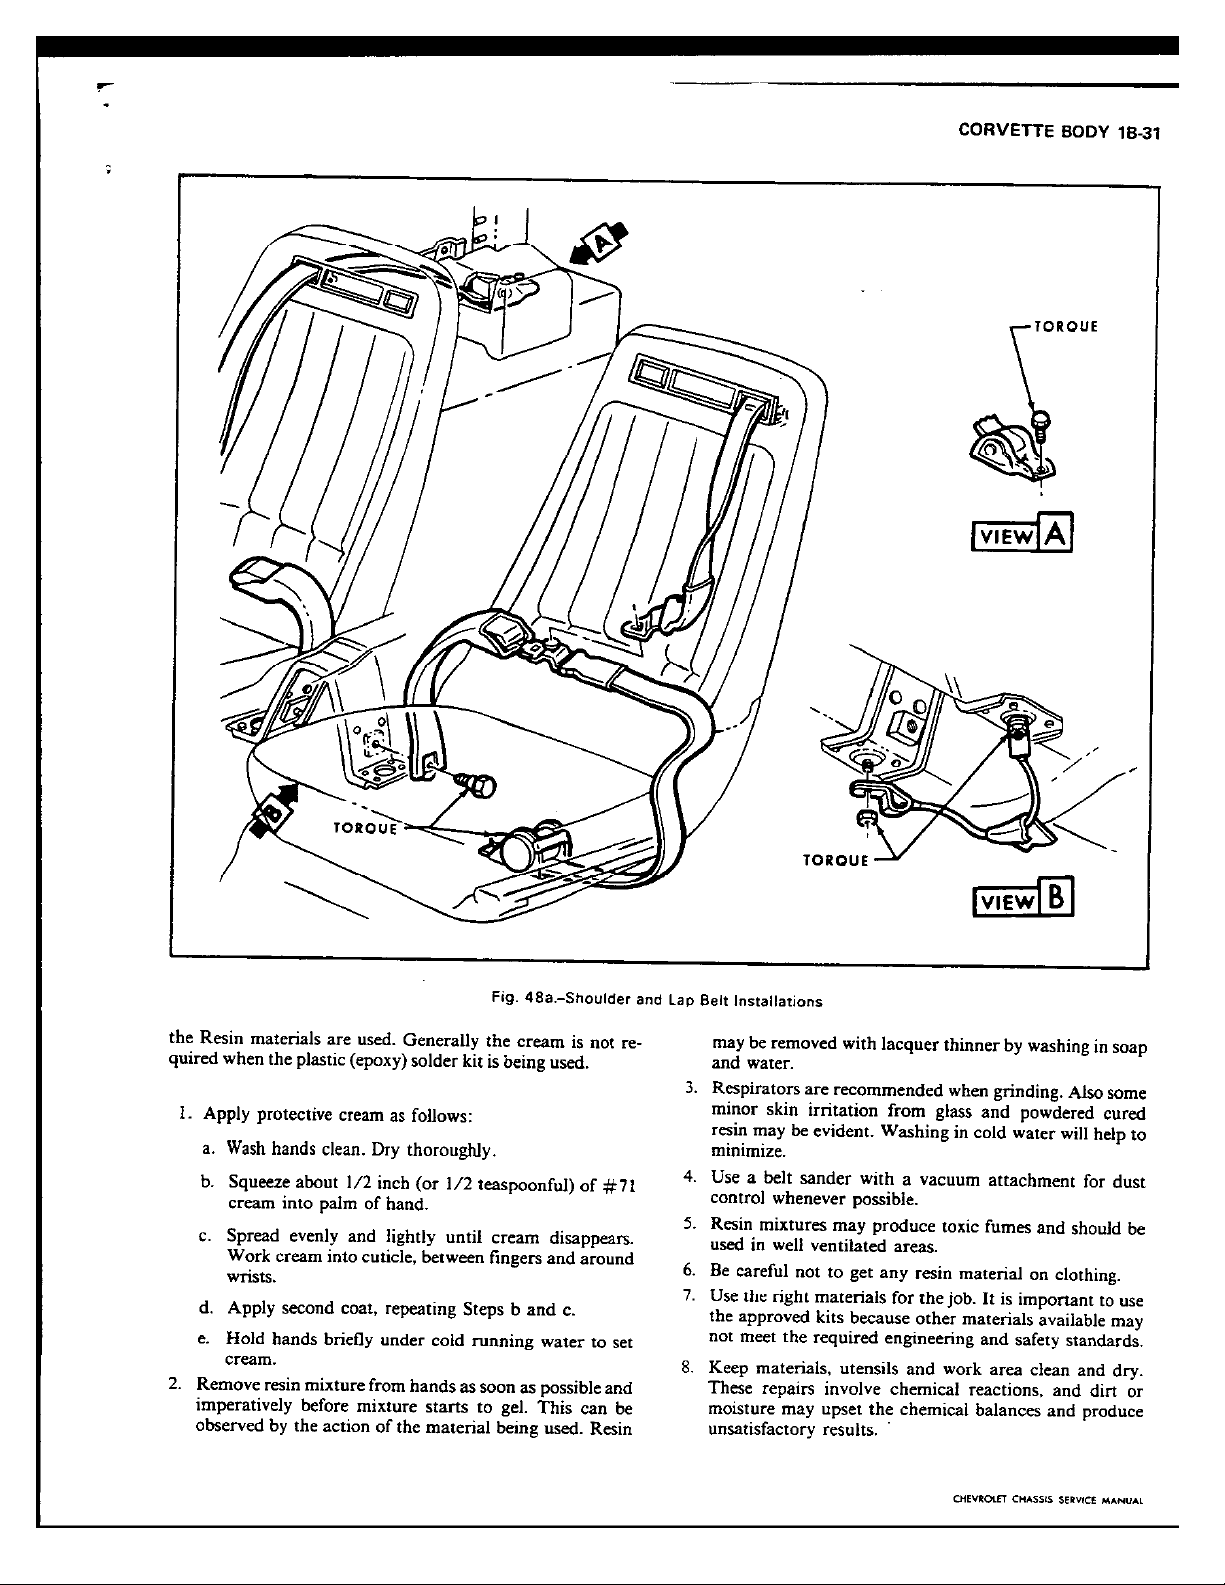 CORVETTE BODY 1B-31
A
TORQUE
VIEW A
B
TORQUE
TORQUE
VIEW B
Fig. 48a.-Shoulder and Lap Belt Installations
the Resin materials are used. Generally the cream is not re-
quired when the plastic (epoxy) solder kit is being used.
1. Apply protective cream as follows:
a. Wash hands clean. Dry thoroughly.
b. Squeeze about 1/2 inch (or 1/2 teaspoonful) of #71
cream into palm of hand.
c. Spread evenly and lightly until cream disappears.
Work cream into cuticle, between fingers and around
wrists.
d. Apply second coat, repeating Steps b and c.
e. Hold hands briefly under cold running water to set
cream.
2. Remove resin mixture from hands as soon as possible and
imperatively before mixture starts to gel. This can be
observed by the action of the material being used. Resin
may be removed with lacquer thinner by washing in soap
and water.
3. Respirators are recommended when grinding. Also some
minor skin irritation from glass and powdered cured
resin may be evident. Washing in cold water will help to
minimize.
4. Use a belt sander with a vacuum attachment for dust
control whenever possible.
5. Resin mixtures may produce toxic fumes and should be
used in well ventilated areas.
6. Be careful not to get any resin material on clothing.
7. Use the right materials for the job. It is important to use
the approved kits because other materials available may
not meet the required engineering and safety standards.
8. Keep materials, utensils and work area clean and dry.
These repairs involve chemical reactions, and dirt or
moisture may upset the chemical balances and produce
unsatisfactory results.
CHEVROLET CHASSIS SERVICE MANUAL